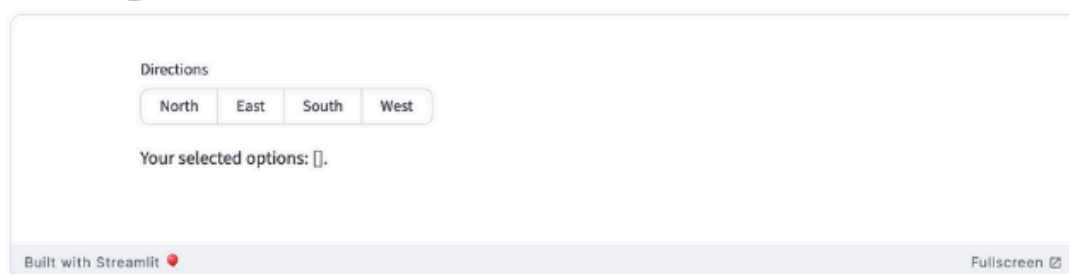 Directions
North East South West
Your selected options: [].
Built with Streamlit
Fullscreen